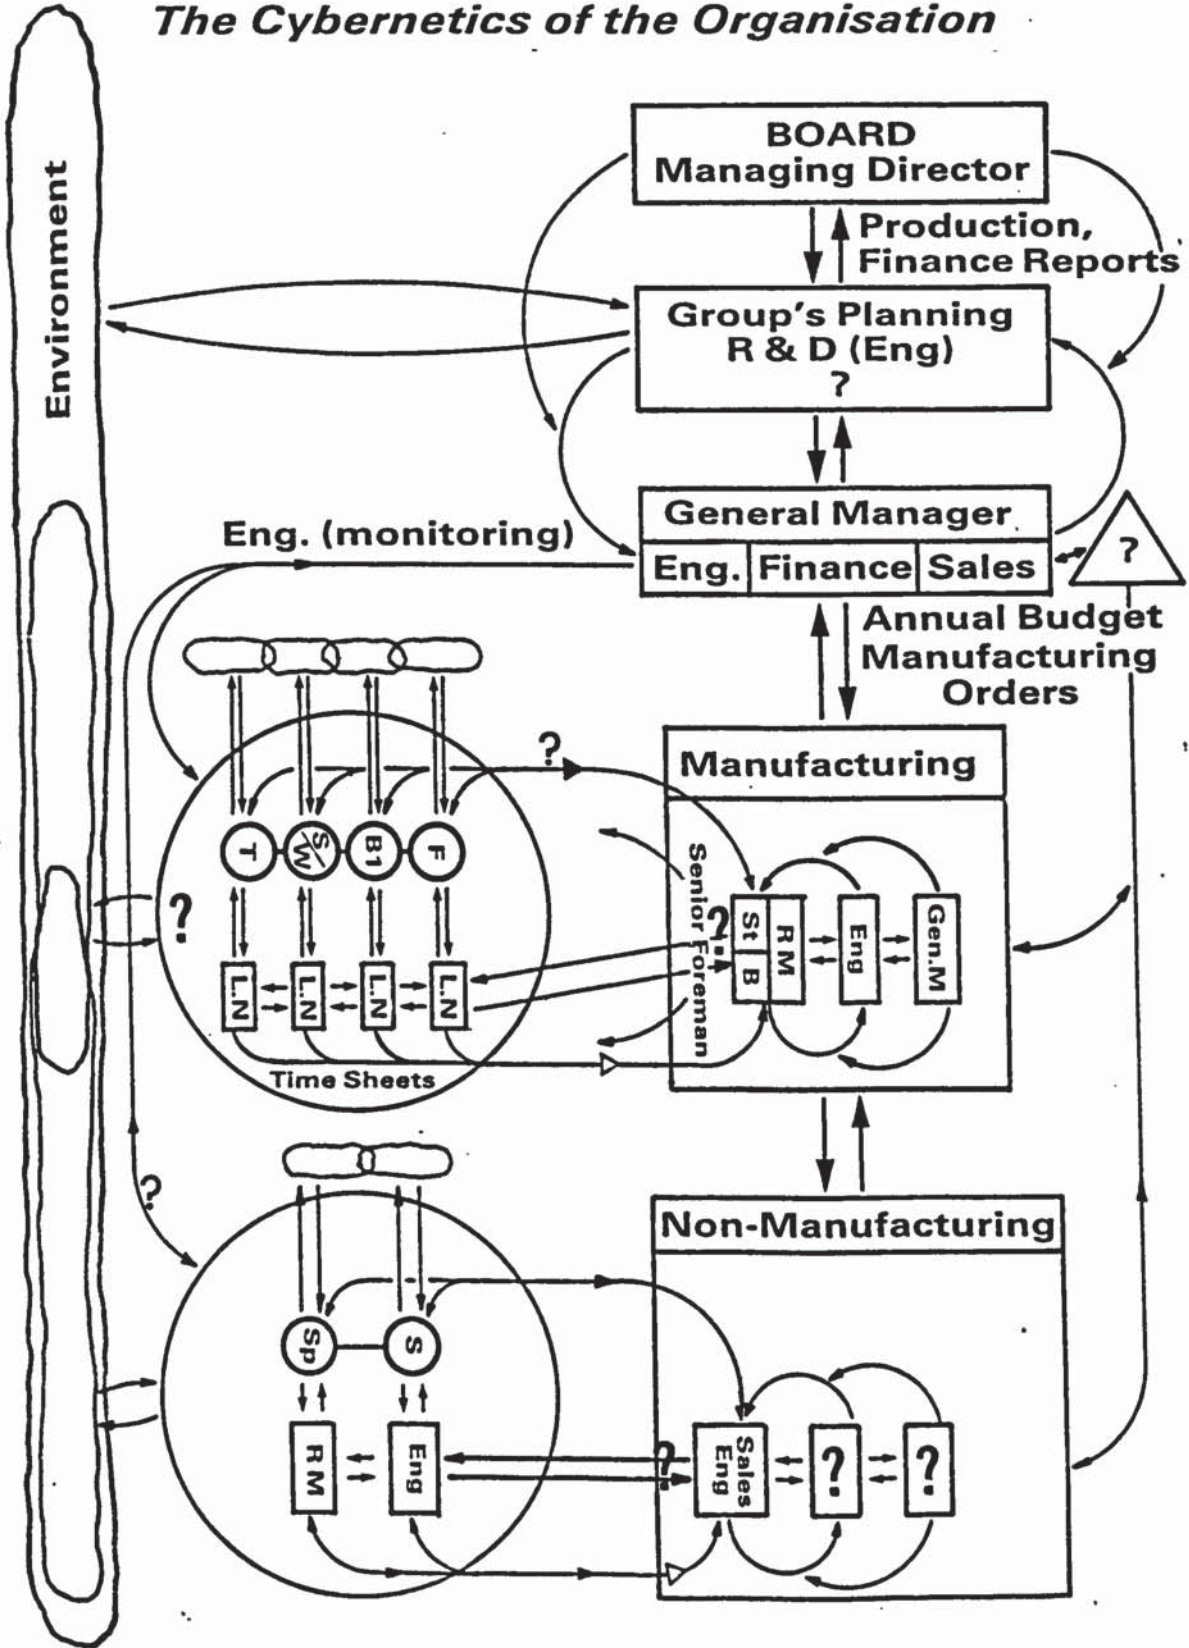 The Cybernetics of the Organisation
Environment
BOARD
Managing Director
Production,
Finance Reports
Group's Planning
R & D (Eng)
?
General Manager
Eng. Finance Sales
?
Eng. (monitoring)
Annual Budget
Manufacturing
Orders
Manufacturing
?
T
S/W
B1
F
?
L.N
L.N
L.N
L.N
Time Sheets
Senior Foreman
?
St
B
R M
Eng
Gen.M
?
Non-Manufacturing
Sp
S
R M
Eng
?
Sales
Eng
?
?